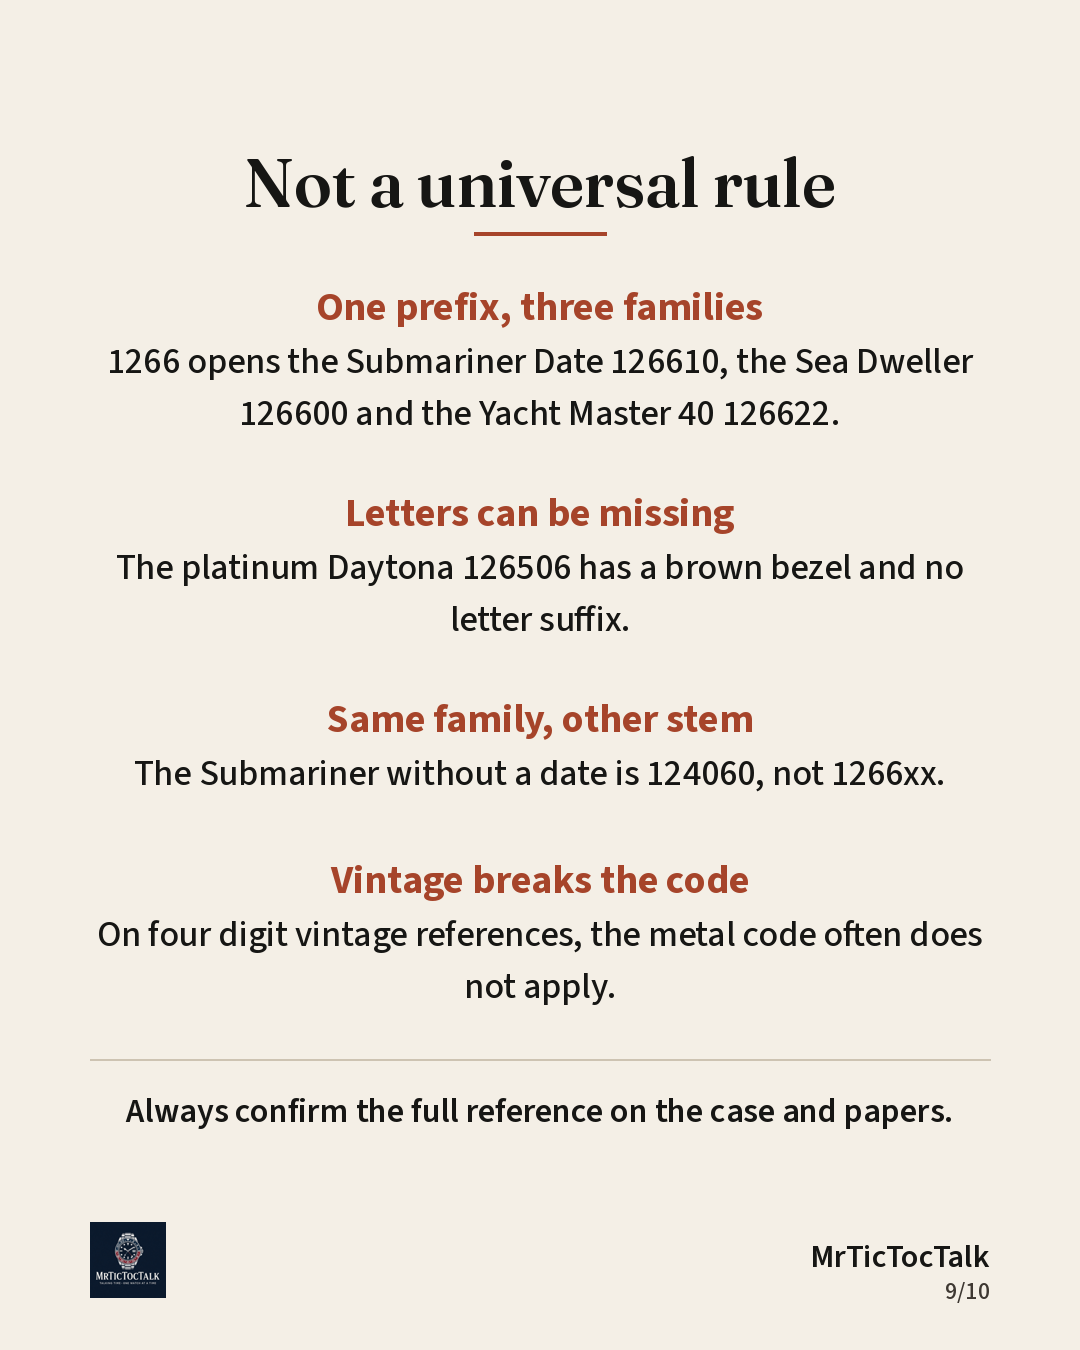 Not a universal rule
One prefix, three families
1266 opens the Submariner Date 126610, the Sea Dweller
126600 and the Yacht Master 40 126622.
Letters can be missing
The platinum Daytona 126506 has a brown bezel and no
letter suffix.
Same family, other stem
The Submariner without a date is 124060, not 1266xx.
Vintage breaks the code
On four digit vintage references, the metal code often does
not apply.
Always confirm the full reference on the case and papers.
MRTICTOCTALK
MrTicTocTalk
9/10